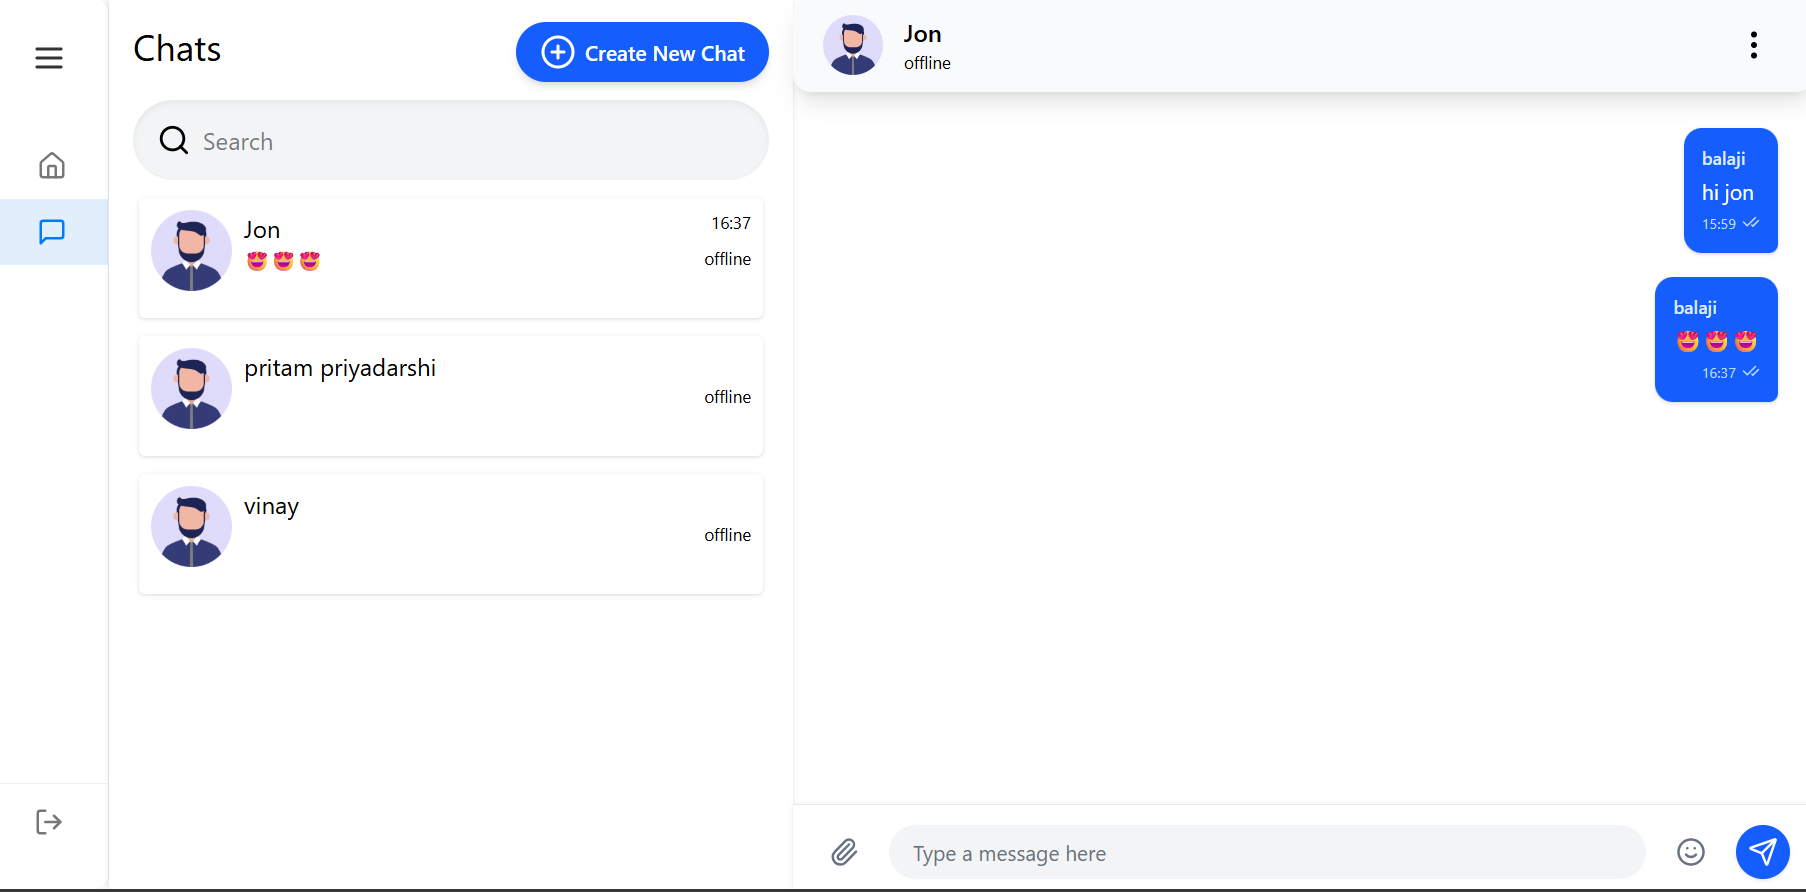 Chats
Create New Chat
Search
Jon
16:37
😍😍😍
offline
pritam priyadarshi
offline
vinay
offline
Jon
offline
balaji
hi jon
15:59
balaji
😍😍😍
16:37
Type a message here